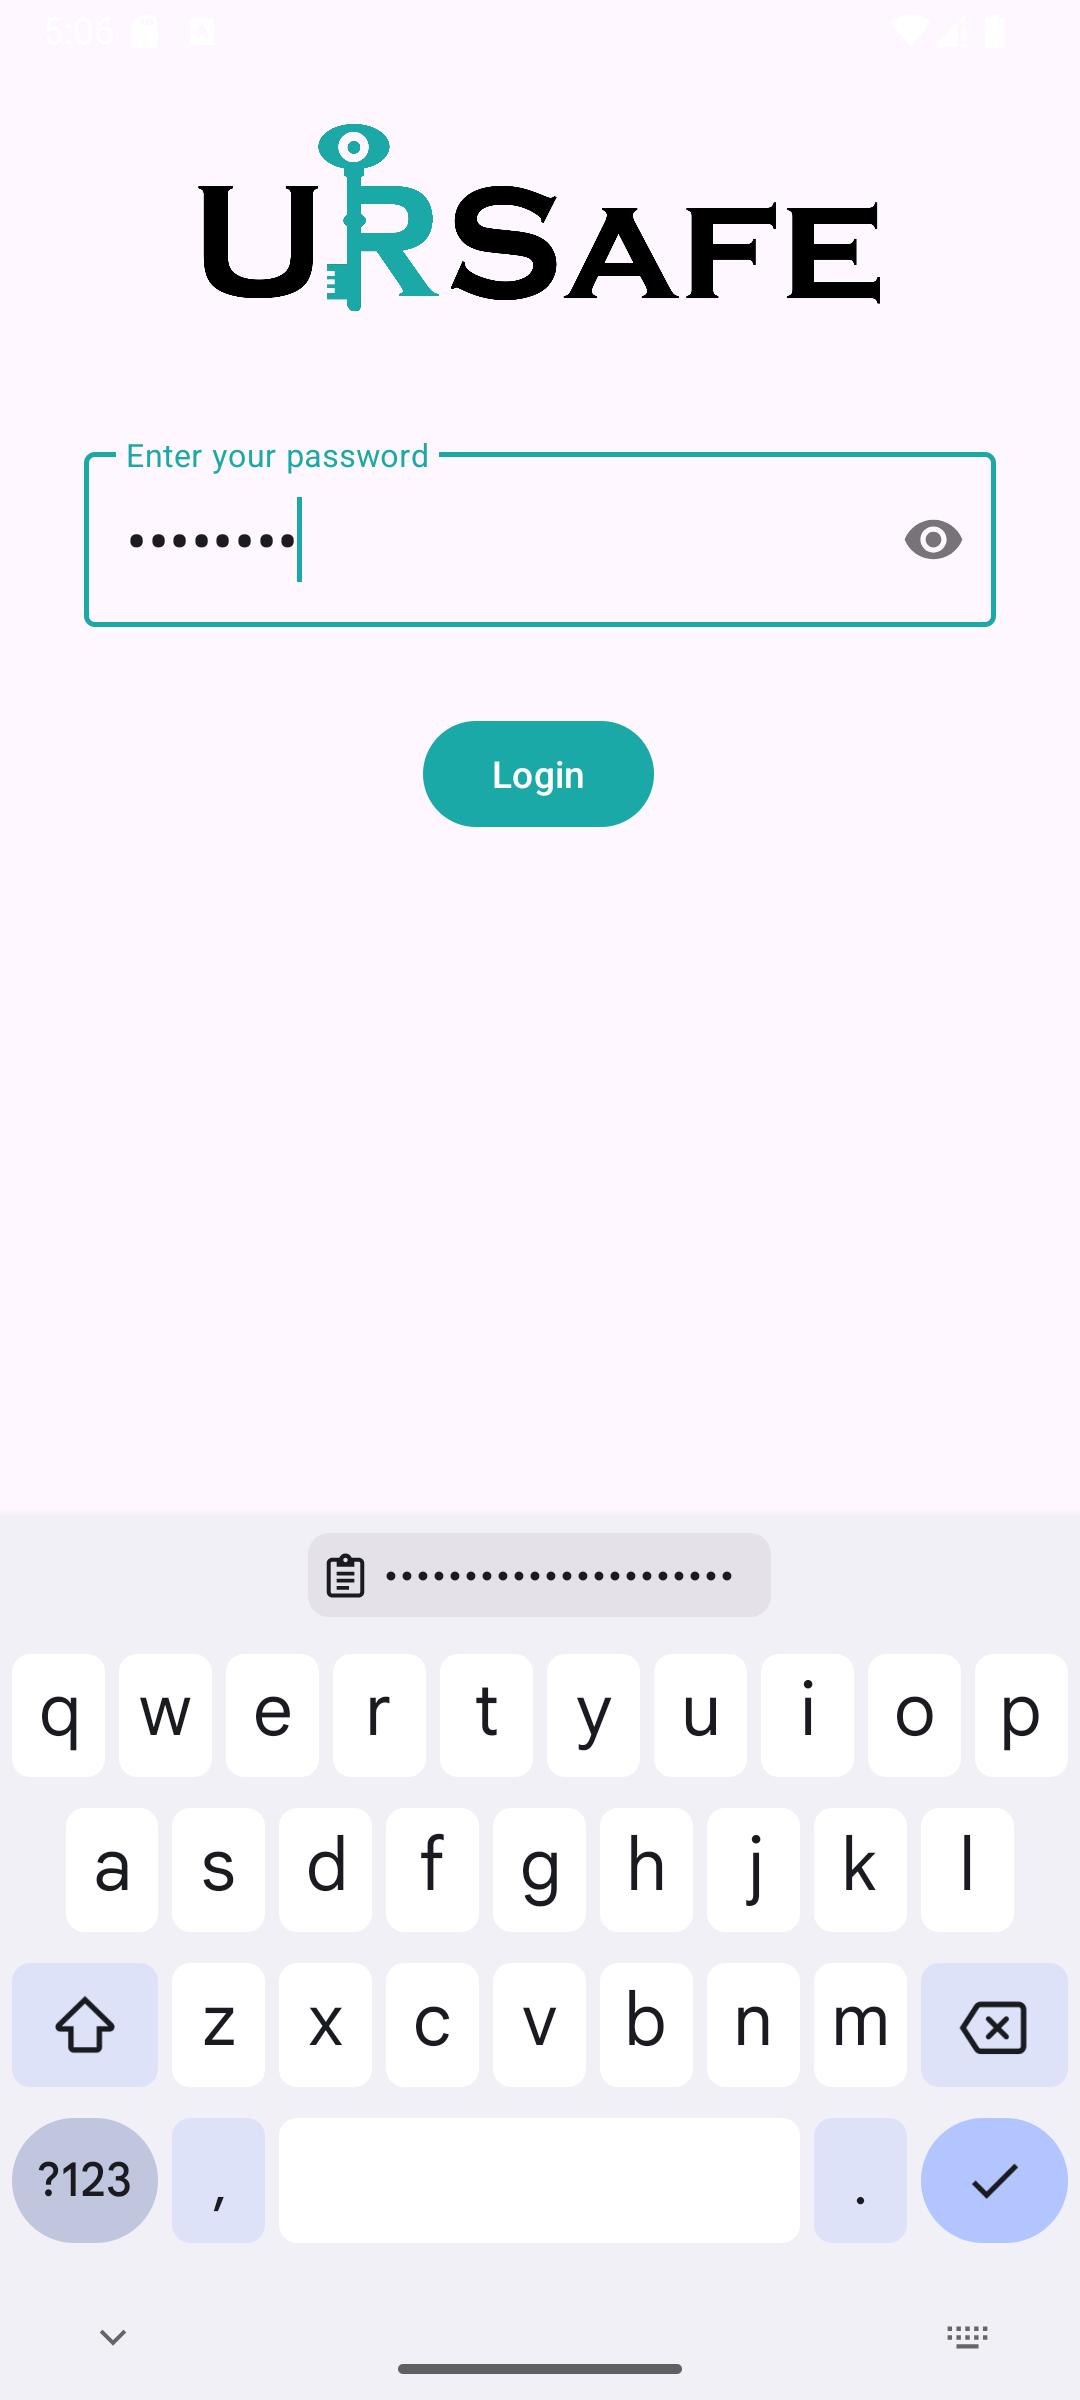 5:06
URSAFE
Enter your password
••••••••
Login
••••••••••••••••••••••
q w e r t y u i o p
a s d f g h j k l
z x c v b n m
?123 , .